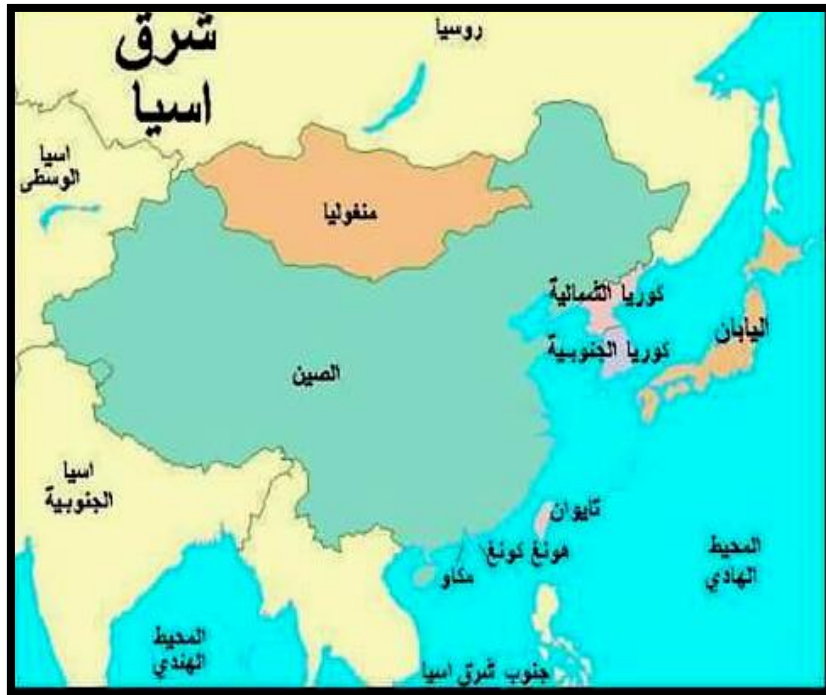 شرق
اسيا
روسيا
اسيا
الوسطى
منغوليا
كوريا الشمالية
اليابان
كوريا الجنوبية
الصين
اسيا
الجنوبية
تايوان
هونغ كونغ
مكاو
المحيط
الهادي
المحيط
الهندي
جنوب شرق اسيا